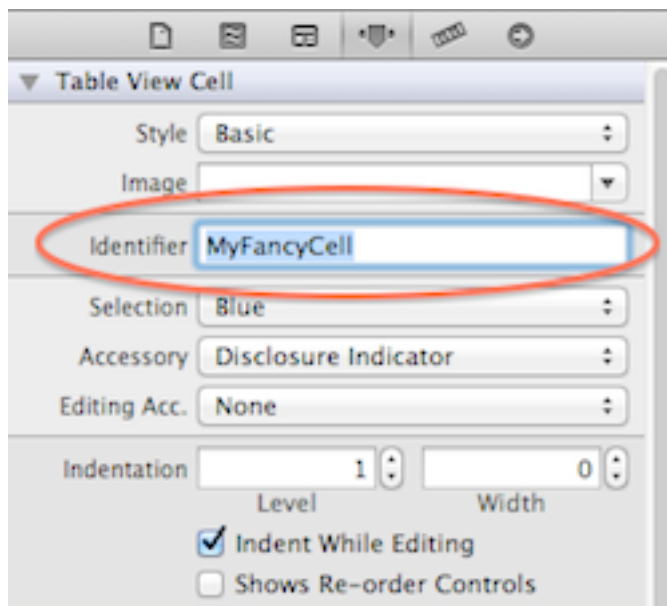 Table View Cell
Style Basic
Image
Identifier MyFancyCell
Selection Blue
Accessory Disclosure Indicator
Editing Acc. None
Indentation 1 0
Level Width
Indent While Editing
Shows Re-order Controls